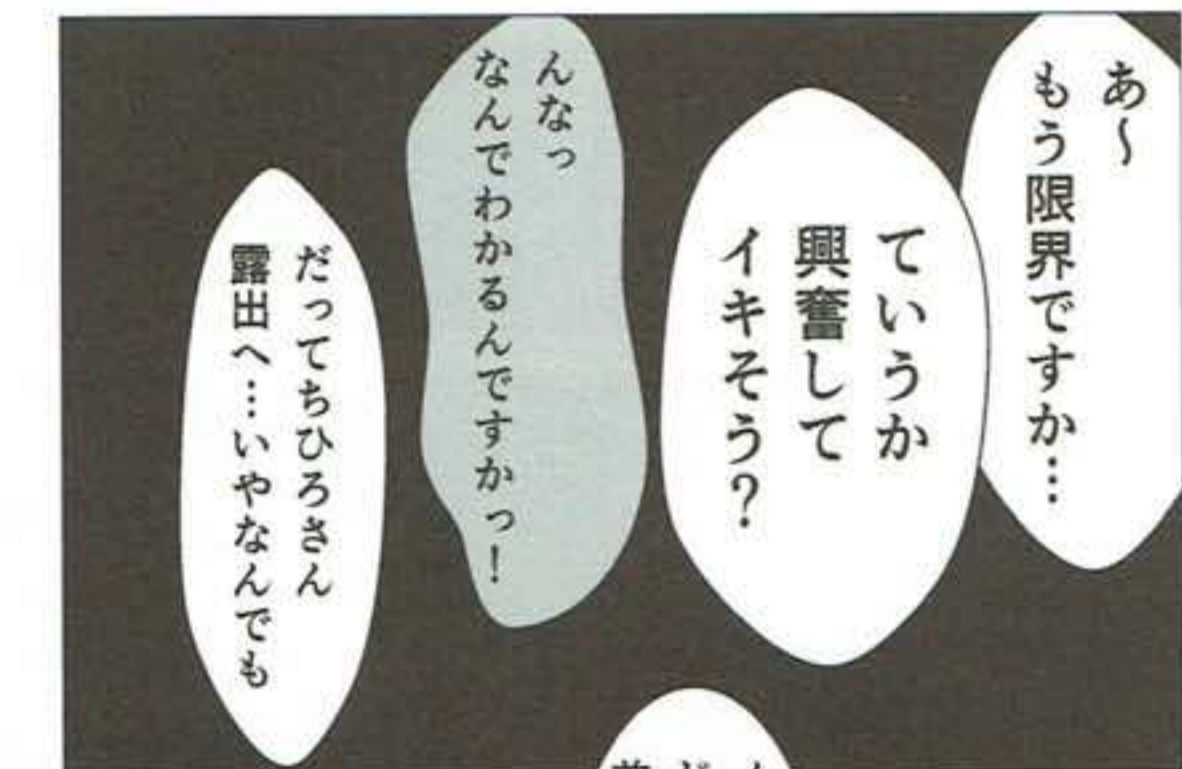 あ～
もう限界ですか…
ていうか
興奮して
イキそう？
んなっ
なんでわかるんですかっ！
だってちひろさん
露出へ…いやなんでも